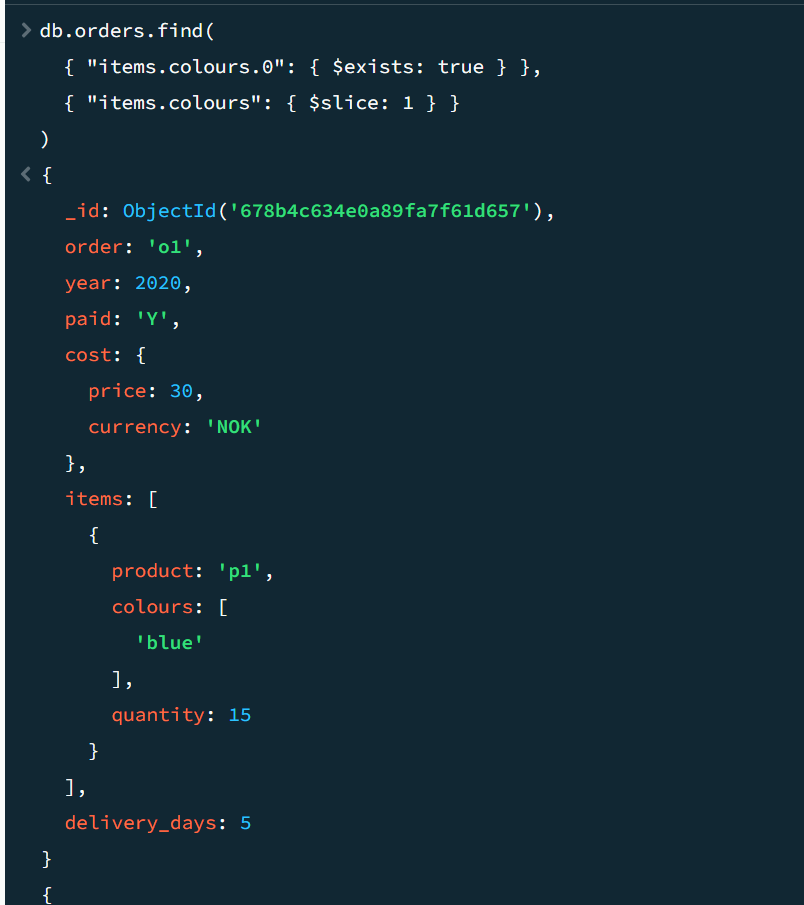 > db.orders.find(
{ "items.colours.0": { $exists: true } },
{ "items.colours": { $slice: 1 } }
)
< {
_id: ObjectId('678b4c634e0a89fa7f61d657'),
order: 'o1',
year: 2020,
paid: 'Y',
cost: {
price: 30,
currency: 'NOK'
},
items: [
{
product: 'p1',
colours: [
'blue'
],
quantity: 15
}
],
delivery_days: 5
}
{